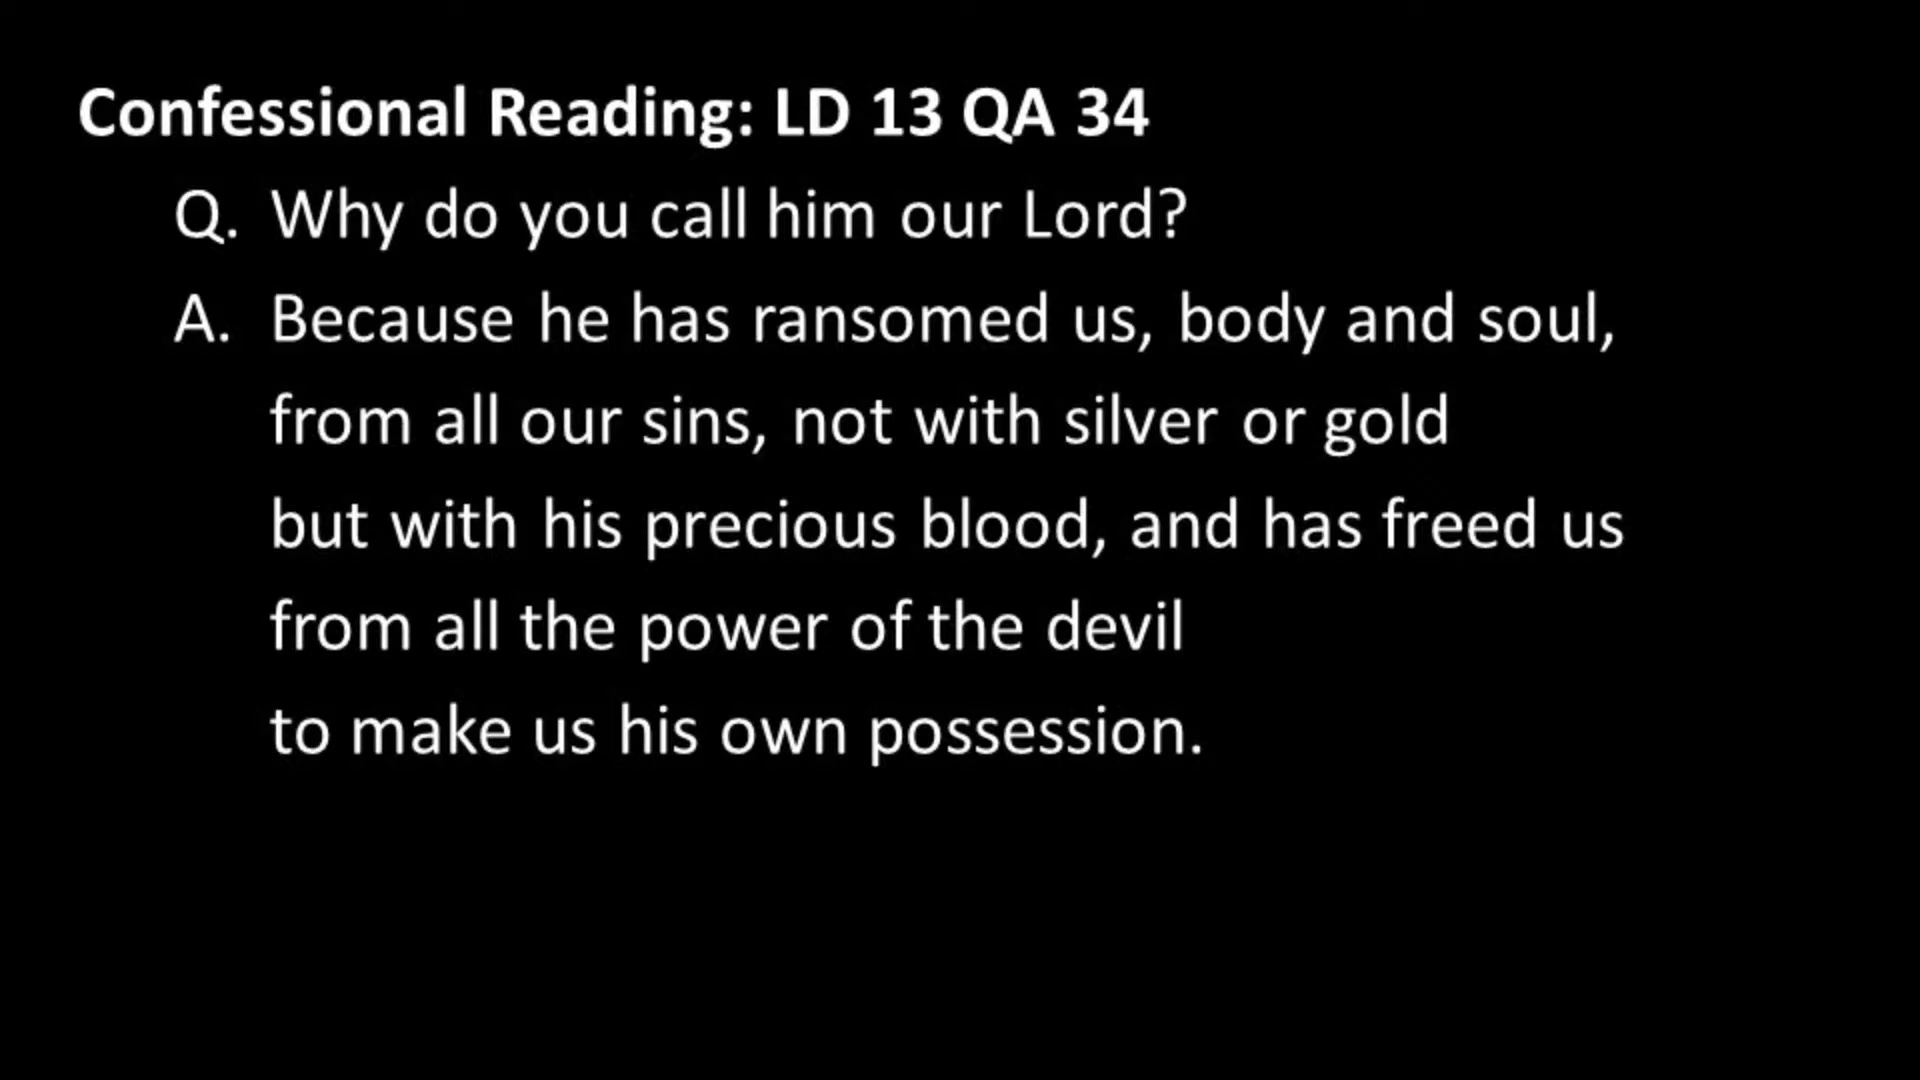 Confessional Reading: LD 13 QA 34
Q. Why do you call him our Lord?
A. Because he has ransomed us, body and soul,
from all our sins, not with silver or gold
but with his precious blood, and has freed us
from all the power of the devil
to make us his own possession.